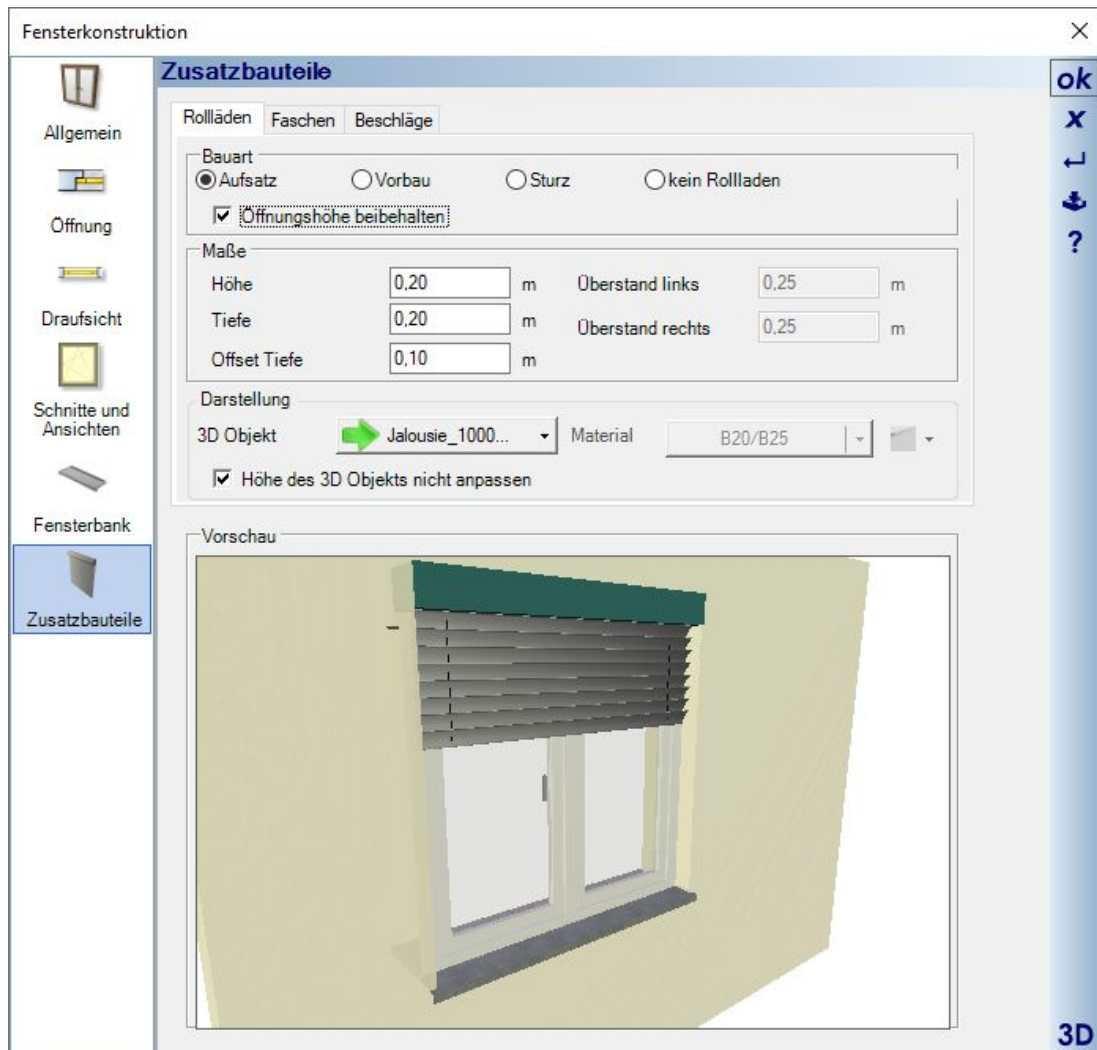 Fensterkonstruktion
Allgemein
Öffnung
Draufsicht
Schnitte und
Ansichten
Fensterbank
Zusatzbauteile
Zusatzbauteile
Rollläden Faschen Beschläge
Bauart
Aufsatz Vorbau Sturz kein Rollladen
Öffnungshöhe beibehalten
Maße
Höhe 0,20 m Überstand links 0,25 m
Tiefe 0,20 m Überstand rechts 0,25 m
Offset Tiefe 0,10 m
Darstellung
3D Objekt Jalousie_1000... Material B20/B25
Höhe des 3D Objekts nicht anpassen
Vorschau
ok
x
?
3D